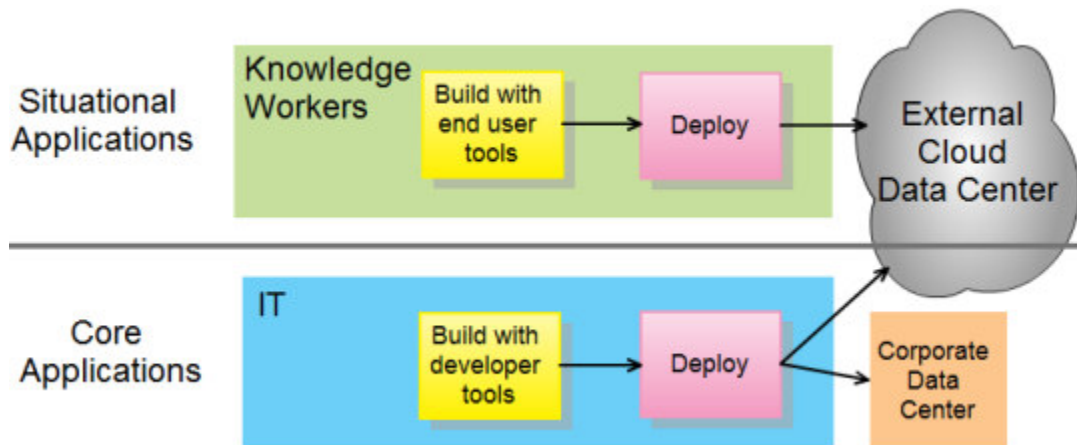 Situational
Applications
Knowledge
Workers
Build with
end user
tools
Deploy
External
Cloud
Data Center
Core
Applications
IT
Build with
developer
tools
Deploy
Corporate
Data
Center